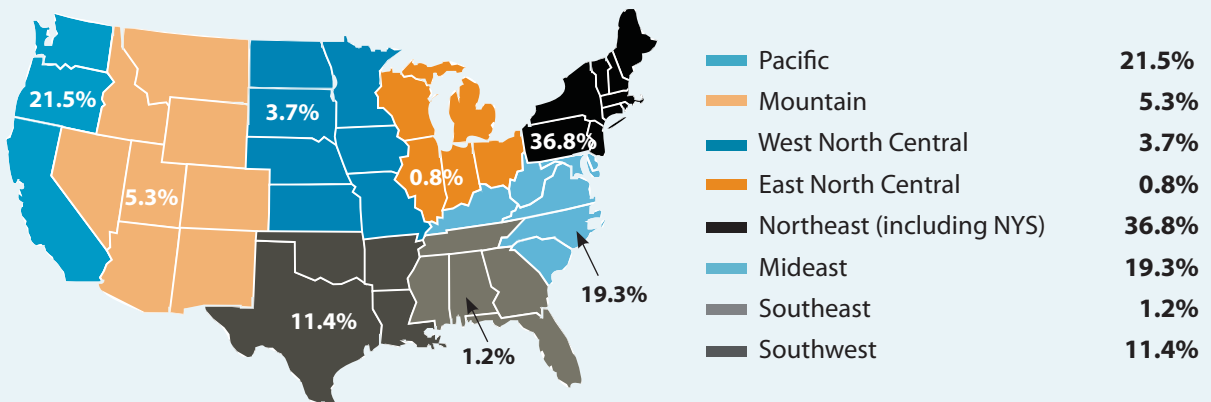 21.5%
3.7%
36.8%
0.8%
5.3%
19.3%
11.4%
1.2%
Pacific 21.5%
Mountain 5.3%
West North Central 3.7%
East North Central 0.8%
Northeast (including NYS) 36.8%
Mideast 19.3%
Southeast 1.2%
Southwest 11.4%